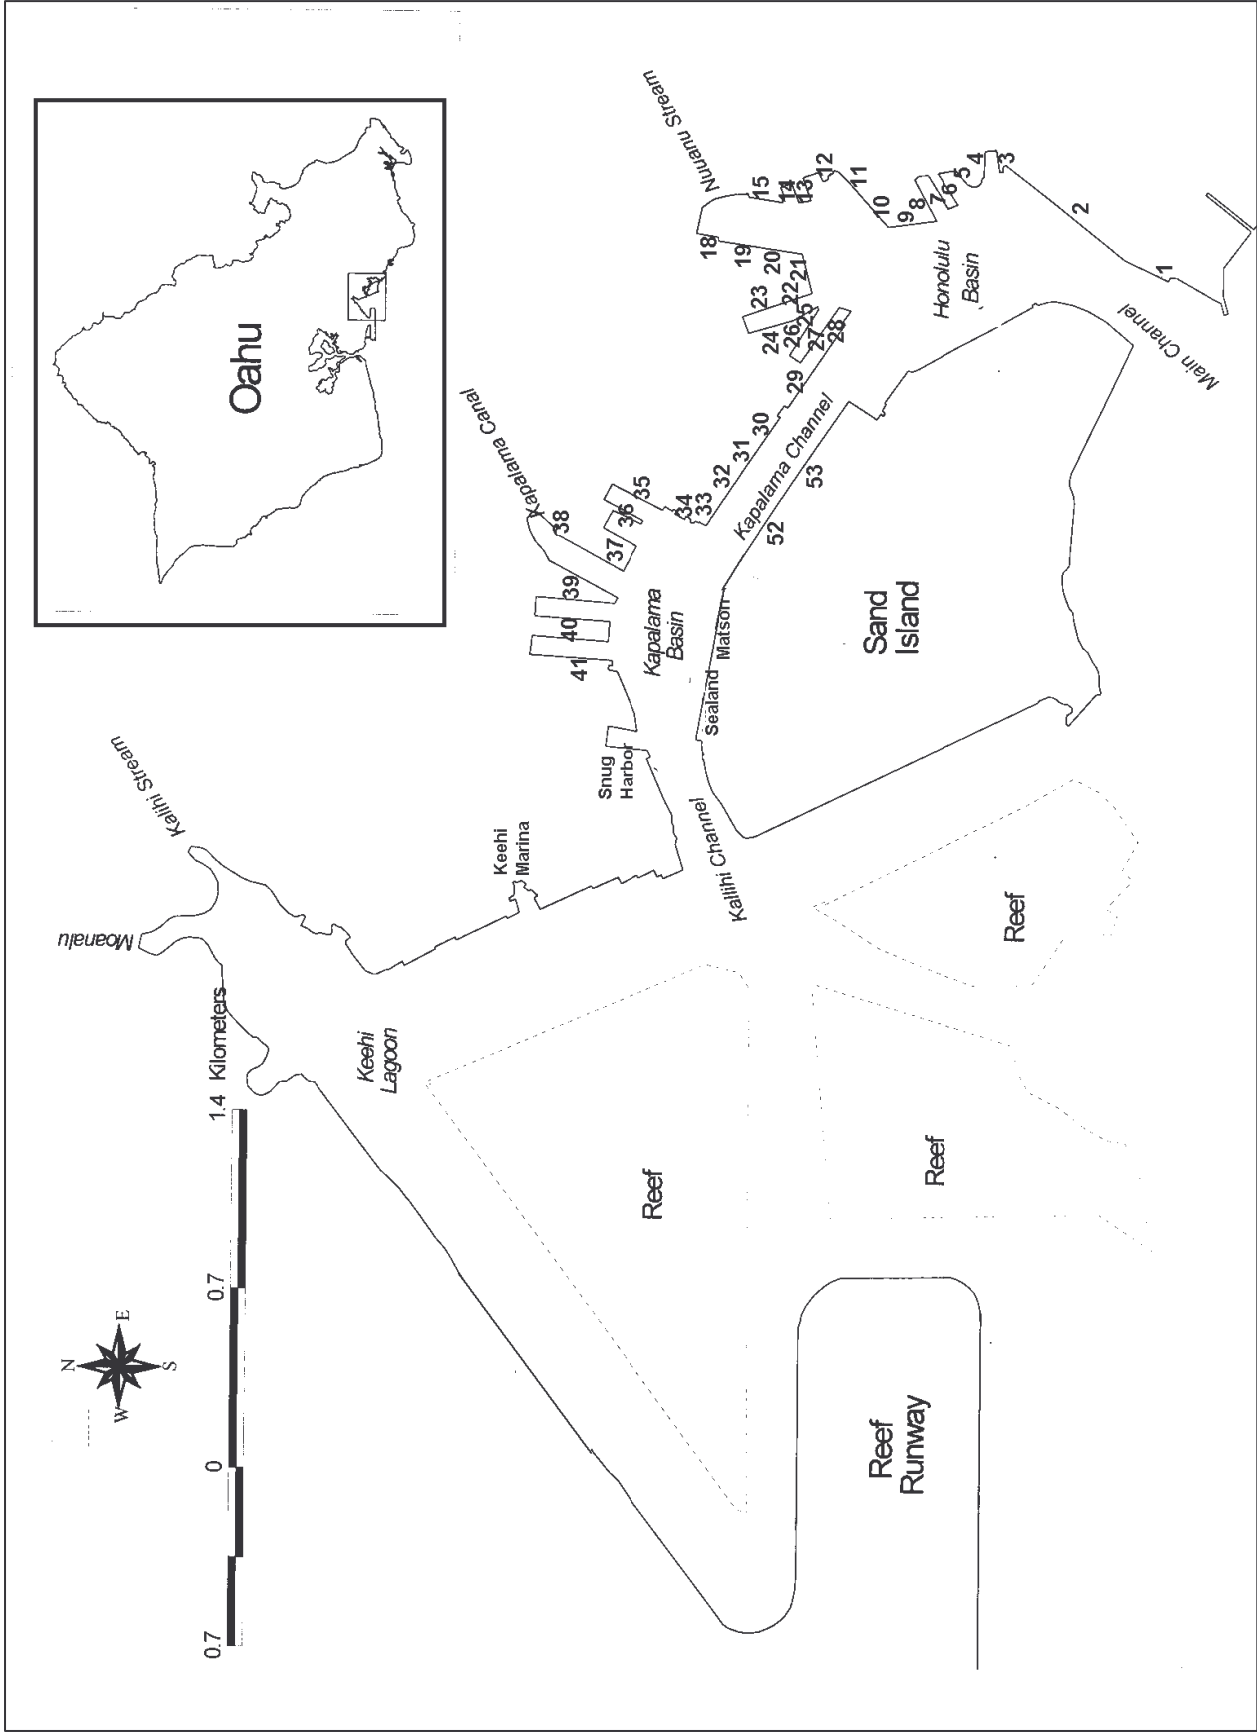 Oahu
N
W
E
S
0.7
0
0.7
1.4 Kilometers
Moanalu
Kalihi Stream
Keehi
Lagoon
Keehi
Marina
Snug
Harbor
Kapalama Canal
Nuuanu Stream
41
40
39
38
37
36
35
34
33
32
31
30
29
28
27
26
25
24
23
22
21
20
19
18
15
14
13
12
11
10
9
8
7
6
5
4
3
2
1
Kapalama
Basin
Kapalama Channel
Honolulu
Basin
Main Channel
Sealand
Matson
52
53
Sand
Island
Kallihi Channel
Reef
Reef
Reef
Reef
Runway